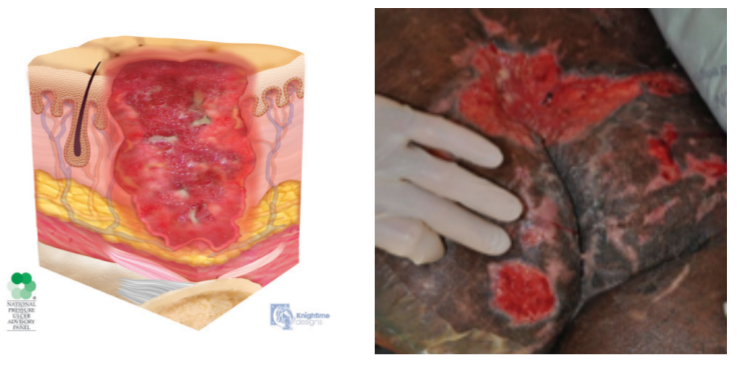 NATIONAL
PRESSURE
ULCER
ADVISORY
PANEL
Knightime
designs